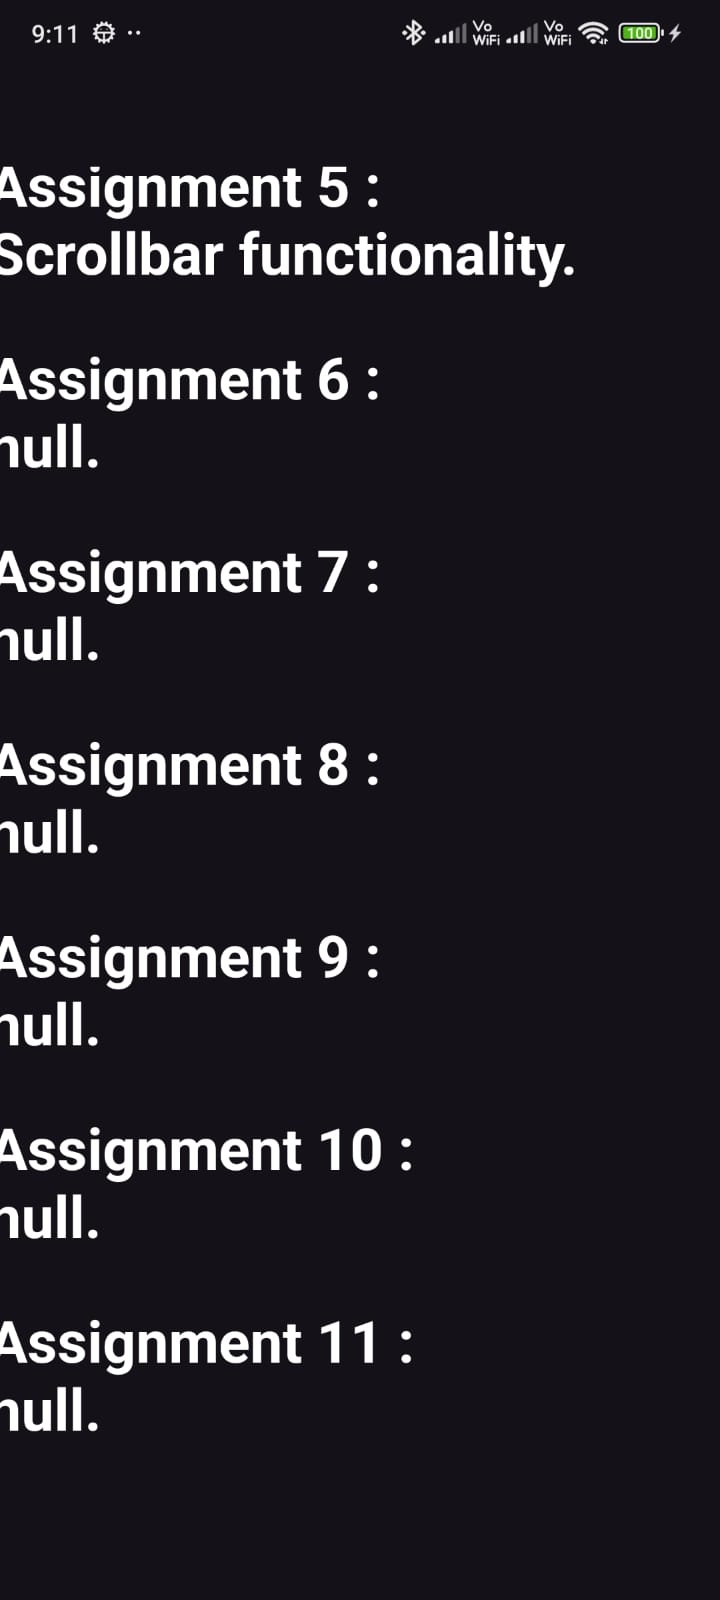 9:11
Vo WiFi Vo WiFi 100
Assignment 5 :
Scrollbar functionality.
Assignment 6 :
null.
Assignment 7 :
null.
Assignment 8 :
null.
Assignment 9 :
null.
Assignment 10 :
null.
Assignment 11 :
null.